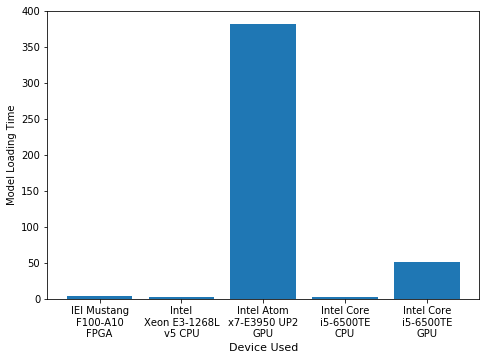 400
350
300
250
200
150
100
50
0
Model Loading Time
IEI Mustang
F100-A10
FPGA
Intel
Xeon E3-1268L
v5 CPU
Intel Atom
x7-E3950 UP2
GPU
Intel Core
i5-6500TE
CPU
Intel Core
i5-6500TE
GPU
Device Used